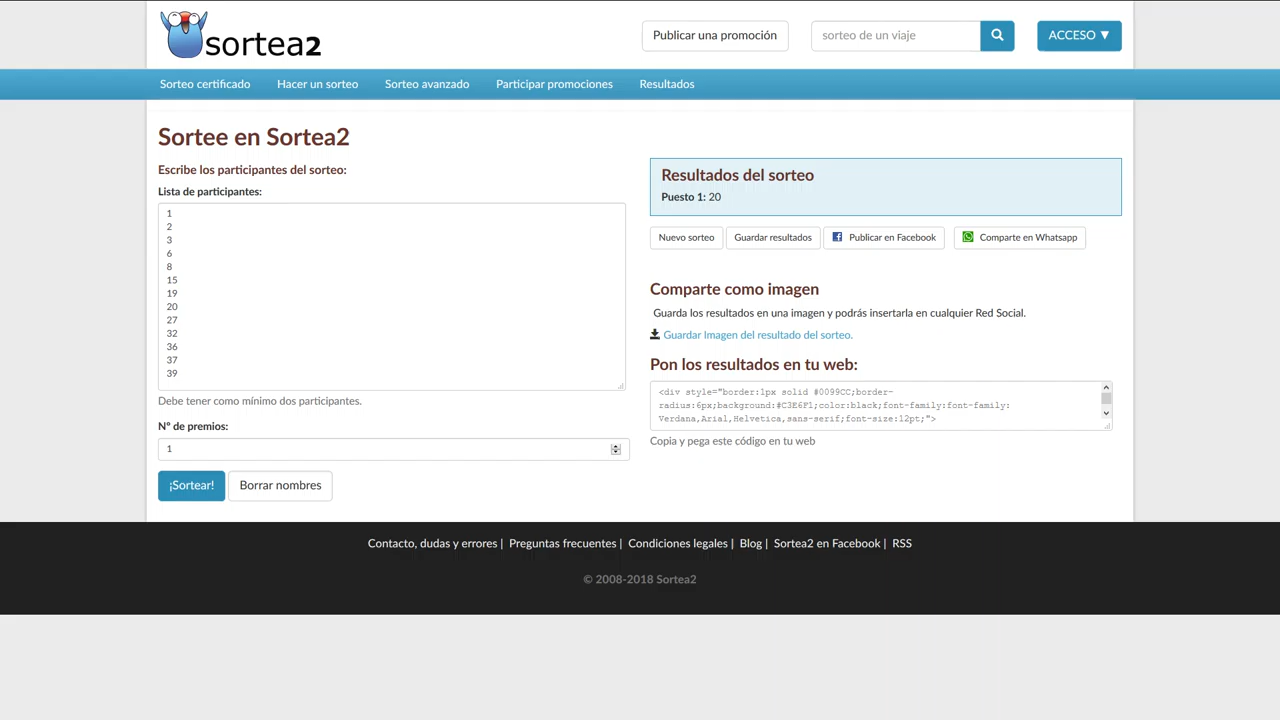 sortea2
Publicar una promoción
sorteo de un viaje
ACCESO ▼
Sorteo certificado
Hacer un sorteo
Sorteo avanzado
Participar promociones
Resultados
Sortee en Sortea2
Escribe los participantes del sorteo:
Lista de participantes:
1
2
3
6
8
15
19
20
27
32
36
37
39
Debe tener como mínimo dos participantes.
Nº de premios:
1
¡Sortear!
Borrar nombres
Resultados del sorteo
Puesto 1: 20
Nuevo sorteo
Guardar resultados
Publicar en Facebook
Comparte en Whatsapp
Comparte como imagen
Guarda los resultados en una imagen y podrás insertarla en cualquier Red Social.
Guardar Imagen del resultado del sorteo.
Pon los resultados en tu web:
<div style="border:1px solid #0099CC;border-
radius:6px;background:#C3E6F1;color:black;font-family:font-family:
Verdana,Arial,Helvetica,sans-serif;font-size:12pt;">
Copia y pega este código en tu web
Contacto, dudas y errores | Preguntas frecuentes | Condiciones legales | Blog | Sortea2 en Facebook | RSS
© 2008-2018 Sortea2